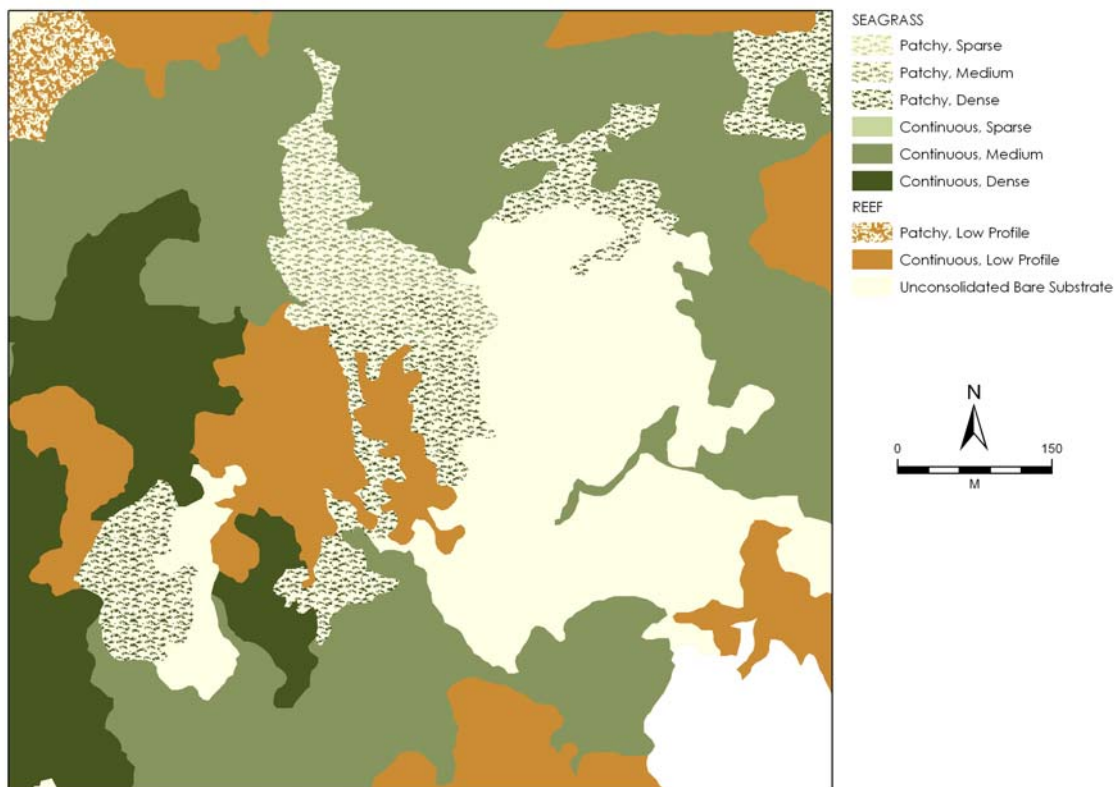 SEAGRASS
Patchy, Sparse
Patchy, Medium
Patchy, Dense
Continuous, Sparse
Continuous, Medium
Continuous, Dense
REEF
Patchy, Low Profile
Continuous, Low Profile
Unconsolidated Bare Substrate
N
0 150
M